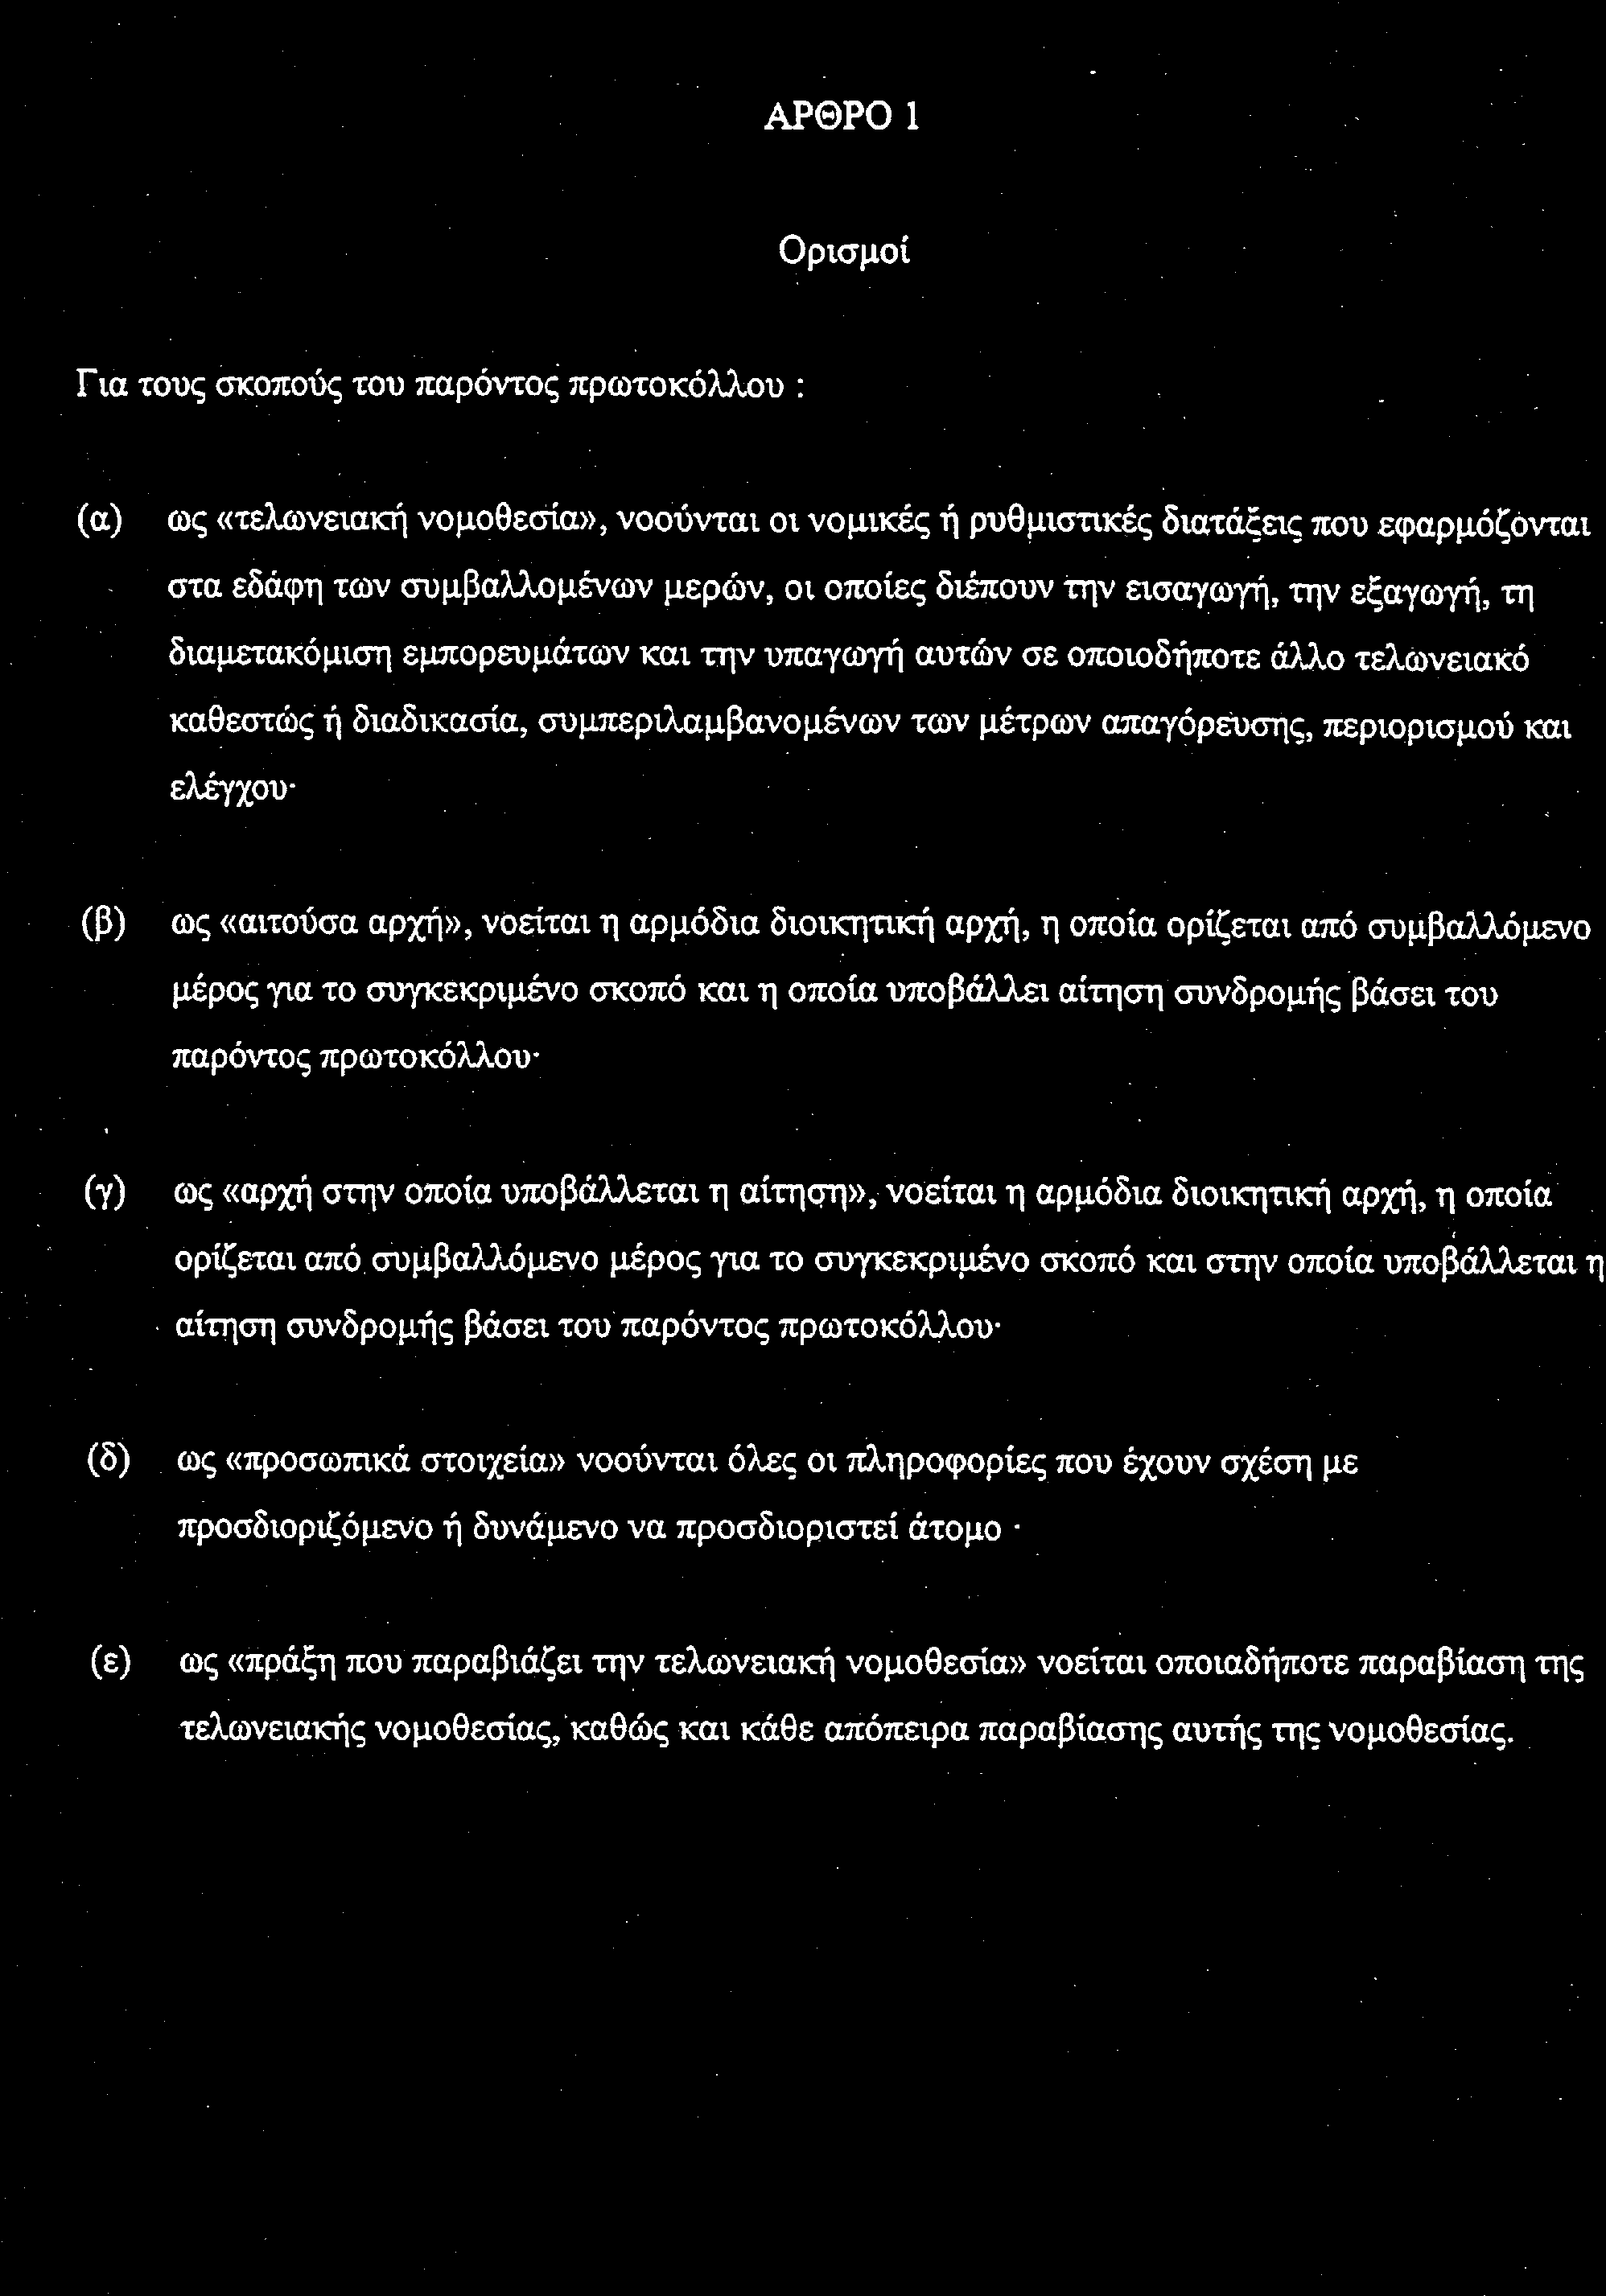 ΑΡΘΡΟ 1
Ορισμοί
Για τους σκοπούς του παρόντος πρωτοκόλλου :
(α) ως «τελωνειακή νομοθεσία», νοούνται οι νομικές ή ρυθμιστικές διατάξεις που εφαρμόζονται
στα εδάφη των συμβαλλομένων μερών, οι οποίες διέπουν την εισαγωγή, την εξαγωγή, τη
διαμετακόμιση εμπορευμάτων και την υπαγωγή αυτών σε οποιοδήποτε άλλο τελωνειακό
καθεστώς ή διαδικασία, συμπεριλαμβανομένων των μέτρων απαγόρευσης, περιορισμού και
ελέγχου·
(β) ως «αιτούσα αρχή», νοείται η αρμόδια διοικητική αρχή, η οποία ορίζεται από συμβαλλόμενο
μέρος για το συγκεκριμένο σκοπό και η οποία υποβάλλει αίτηση συνδρομής βάσει του
παρόντος πρωτοκόλλου·
(γ) ως «αρχή στην οποία υποβάλλεται η αίτηση», νοείται η αρμόδια διοικητική αρχή, η οποία
ορίζεται από συμβαλλόμενο μέρος για το συγκεκριμένο σκοπό και στην οποία υποβάλλεται η
αίτηση συνδρομής βάσει του παρόντος πρωτοκόλλου·
(δ) ως «προσωπικά στοιχεία» νοούνται όλες οι πληροφορίες που έχουν σχέση με
προσδιοριζόμενο ή δυνάμενο να προσδιοριστεί άτομο ·
(ε) ως «πράξη που παραβιάζει την τελωνειακή νομοθεσία» νοείται οποιαδήποτε παραβίαση της
τελωνειακής νομοθεσίας, καθώς και κάθε απόπειρα παραβίασης αυτής της νομοθεσίας.